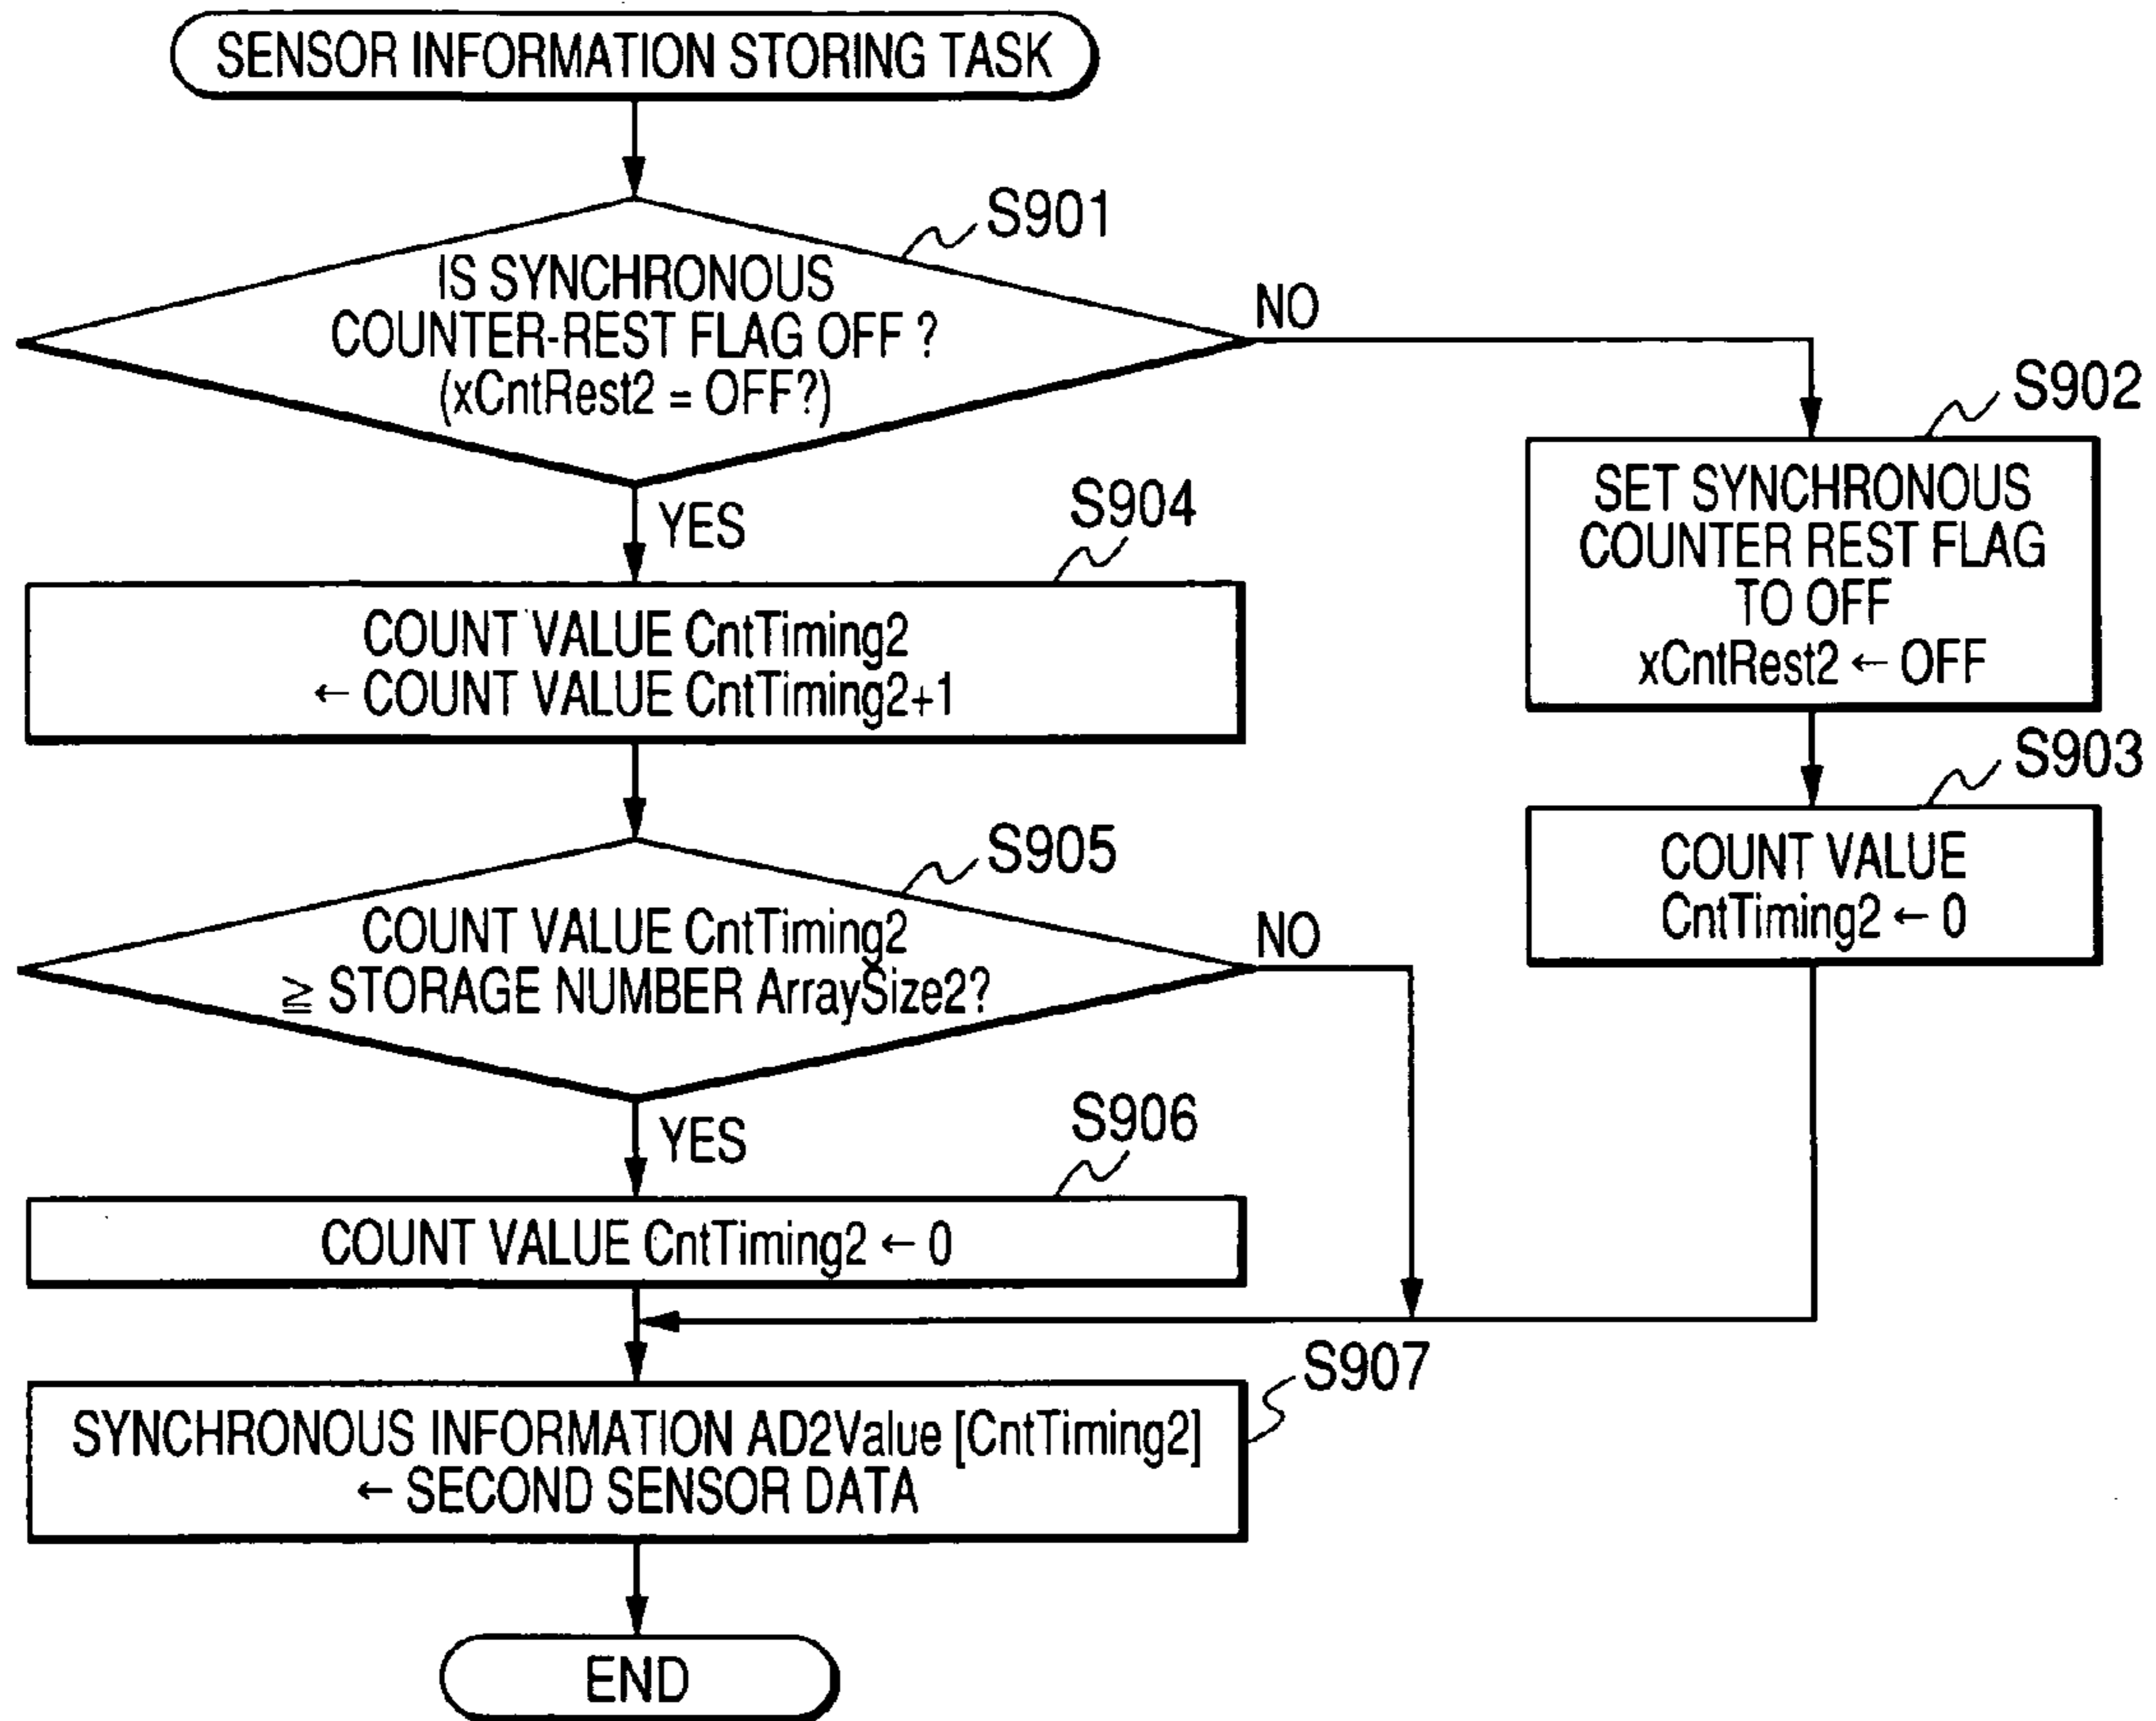 SENSOR INFORMATION STORING TASK
S901
IS SYNCHRONOUS
COUNTER-REST FLAG OFF ?
(xCntRest2 = OFF?)
NO
YES
S902
SET SYNCHRONOUS
COUNTER REST FLAG
TO OFF
xCntRest2 ← OFF
S903
COUNT VALUE
CntTiming2 ← 0
S904
COUNT VALUE CntTiming2
← COUNT VALUE CntTiming2+1
S905
COUNT VALUE CntTiming2
≧ STORAGE NUMBER ArraySize2?
NO
YES
S906
COUNT VALUE CntTiming2 ← 0
S907
SYNCHRONOUS INFORMATION AD2Value [CntTiming2]
← SECOND SENSOR DATA
END